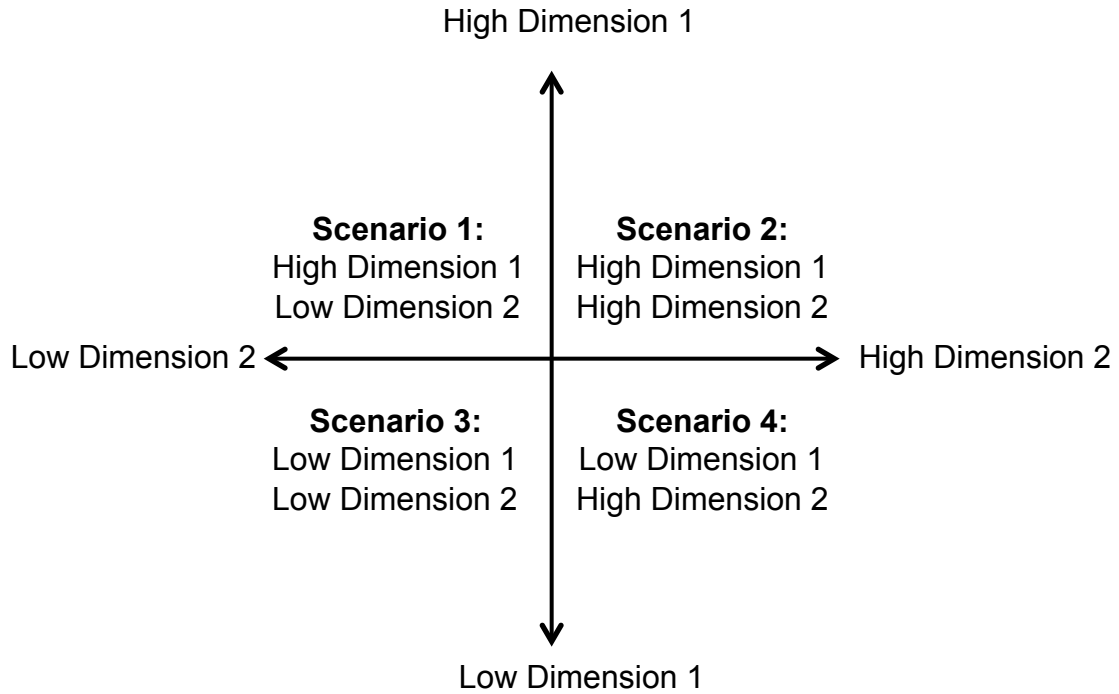 High Dimension 1
Scenario 1:
High Dimension 1
Low Dimension 2
Scenario 2:
High Dimension 1
High Dimension 2
Low Dimension 2
High Dimension 2
Scenario 3:
Low Dimension 1
Low Dimension 2
Scenario 4:
Low Dimension 1
High Dimension 2
Low Dimension 1